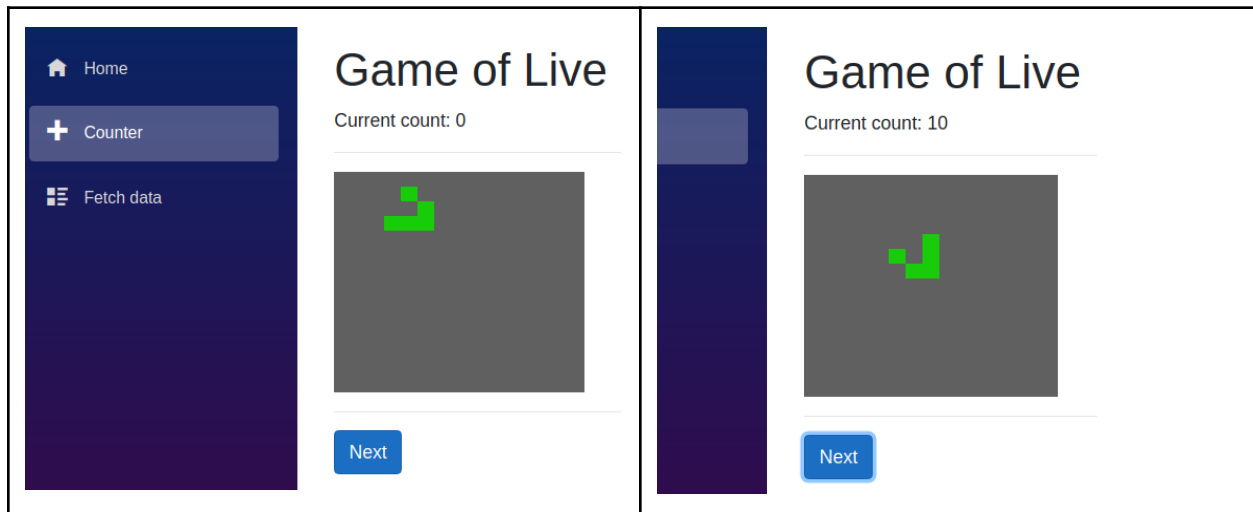 Home
Counter
Fetch data
Game of Live
Current count: 0
Next
Game of Live
Current count: 10
Next